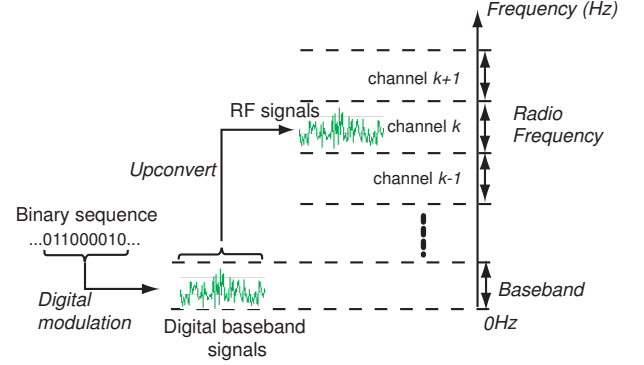 Frequency (Hz)
channel k+1
RF signals
channel k
Radio
Frequency
Upconvert
channel k-1
Binary sequence
...011000010...
Digital
modulation
Baseband
0Hz
Digital baseband
signals